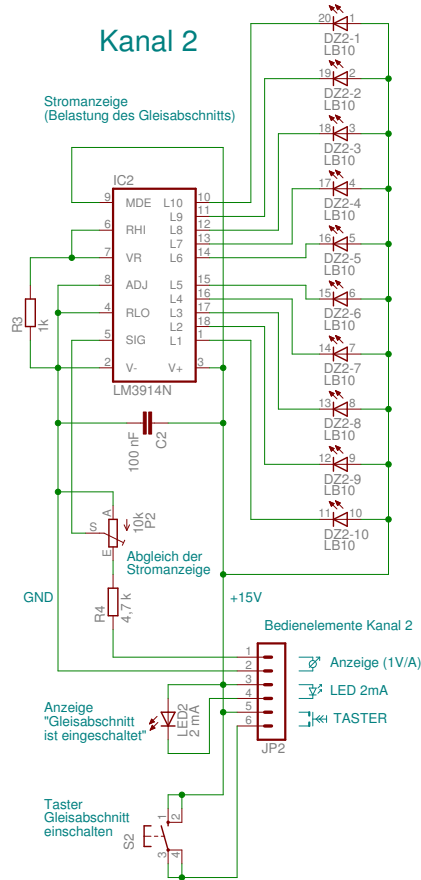 Kanal 2
Stromanzeige
(Belastung des Gleisabschnitts)
20 1
DZ2-1
LB10
19 2
DZ2-2
LB10
18 3
DZ2-3
LB10
17 4
DZ2-4
LB10
16 5
DZ2-5
LB10
15 6
DZ2-6
LB10
14 7
DZ2-7
LB10
13 8
DZ2-8
LB10
12 9
DZ2-9
LB10
11 10
DZ2-10
LB10
IC2
9 MDE L10 10
L9 11
6 RHI L8 12
L7 13
7 VR L6 14
8 ADJ L5 15
L4 16
4 RLO L3 17
L2 18
5 SIG L1 1
2 V- V+ 3
LM3914N
R3
1k
100 nF
C2
A
S
E
10k
P2
Abgleich der
Stromanzeige
R4
4,7 k
GND
+15V
Bedienelemente Kanal 2
1
2
3
4
5
6
JP2
Anzeige (1V/A)
LED 2mA
TASTER
Anzeige
"Gleisabschnitt
ist eingeschaltet"
LED2
2 mA
Taster
Gleisabschnitt
einschalten
S2
1
2
3
4